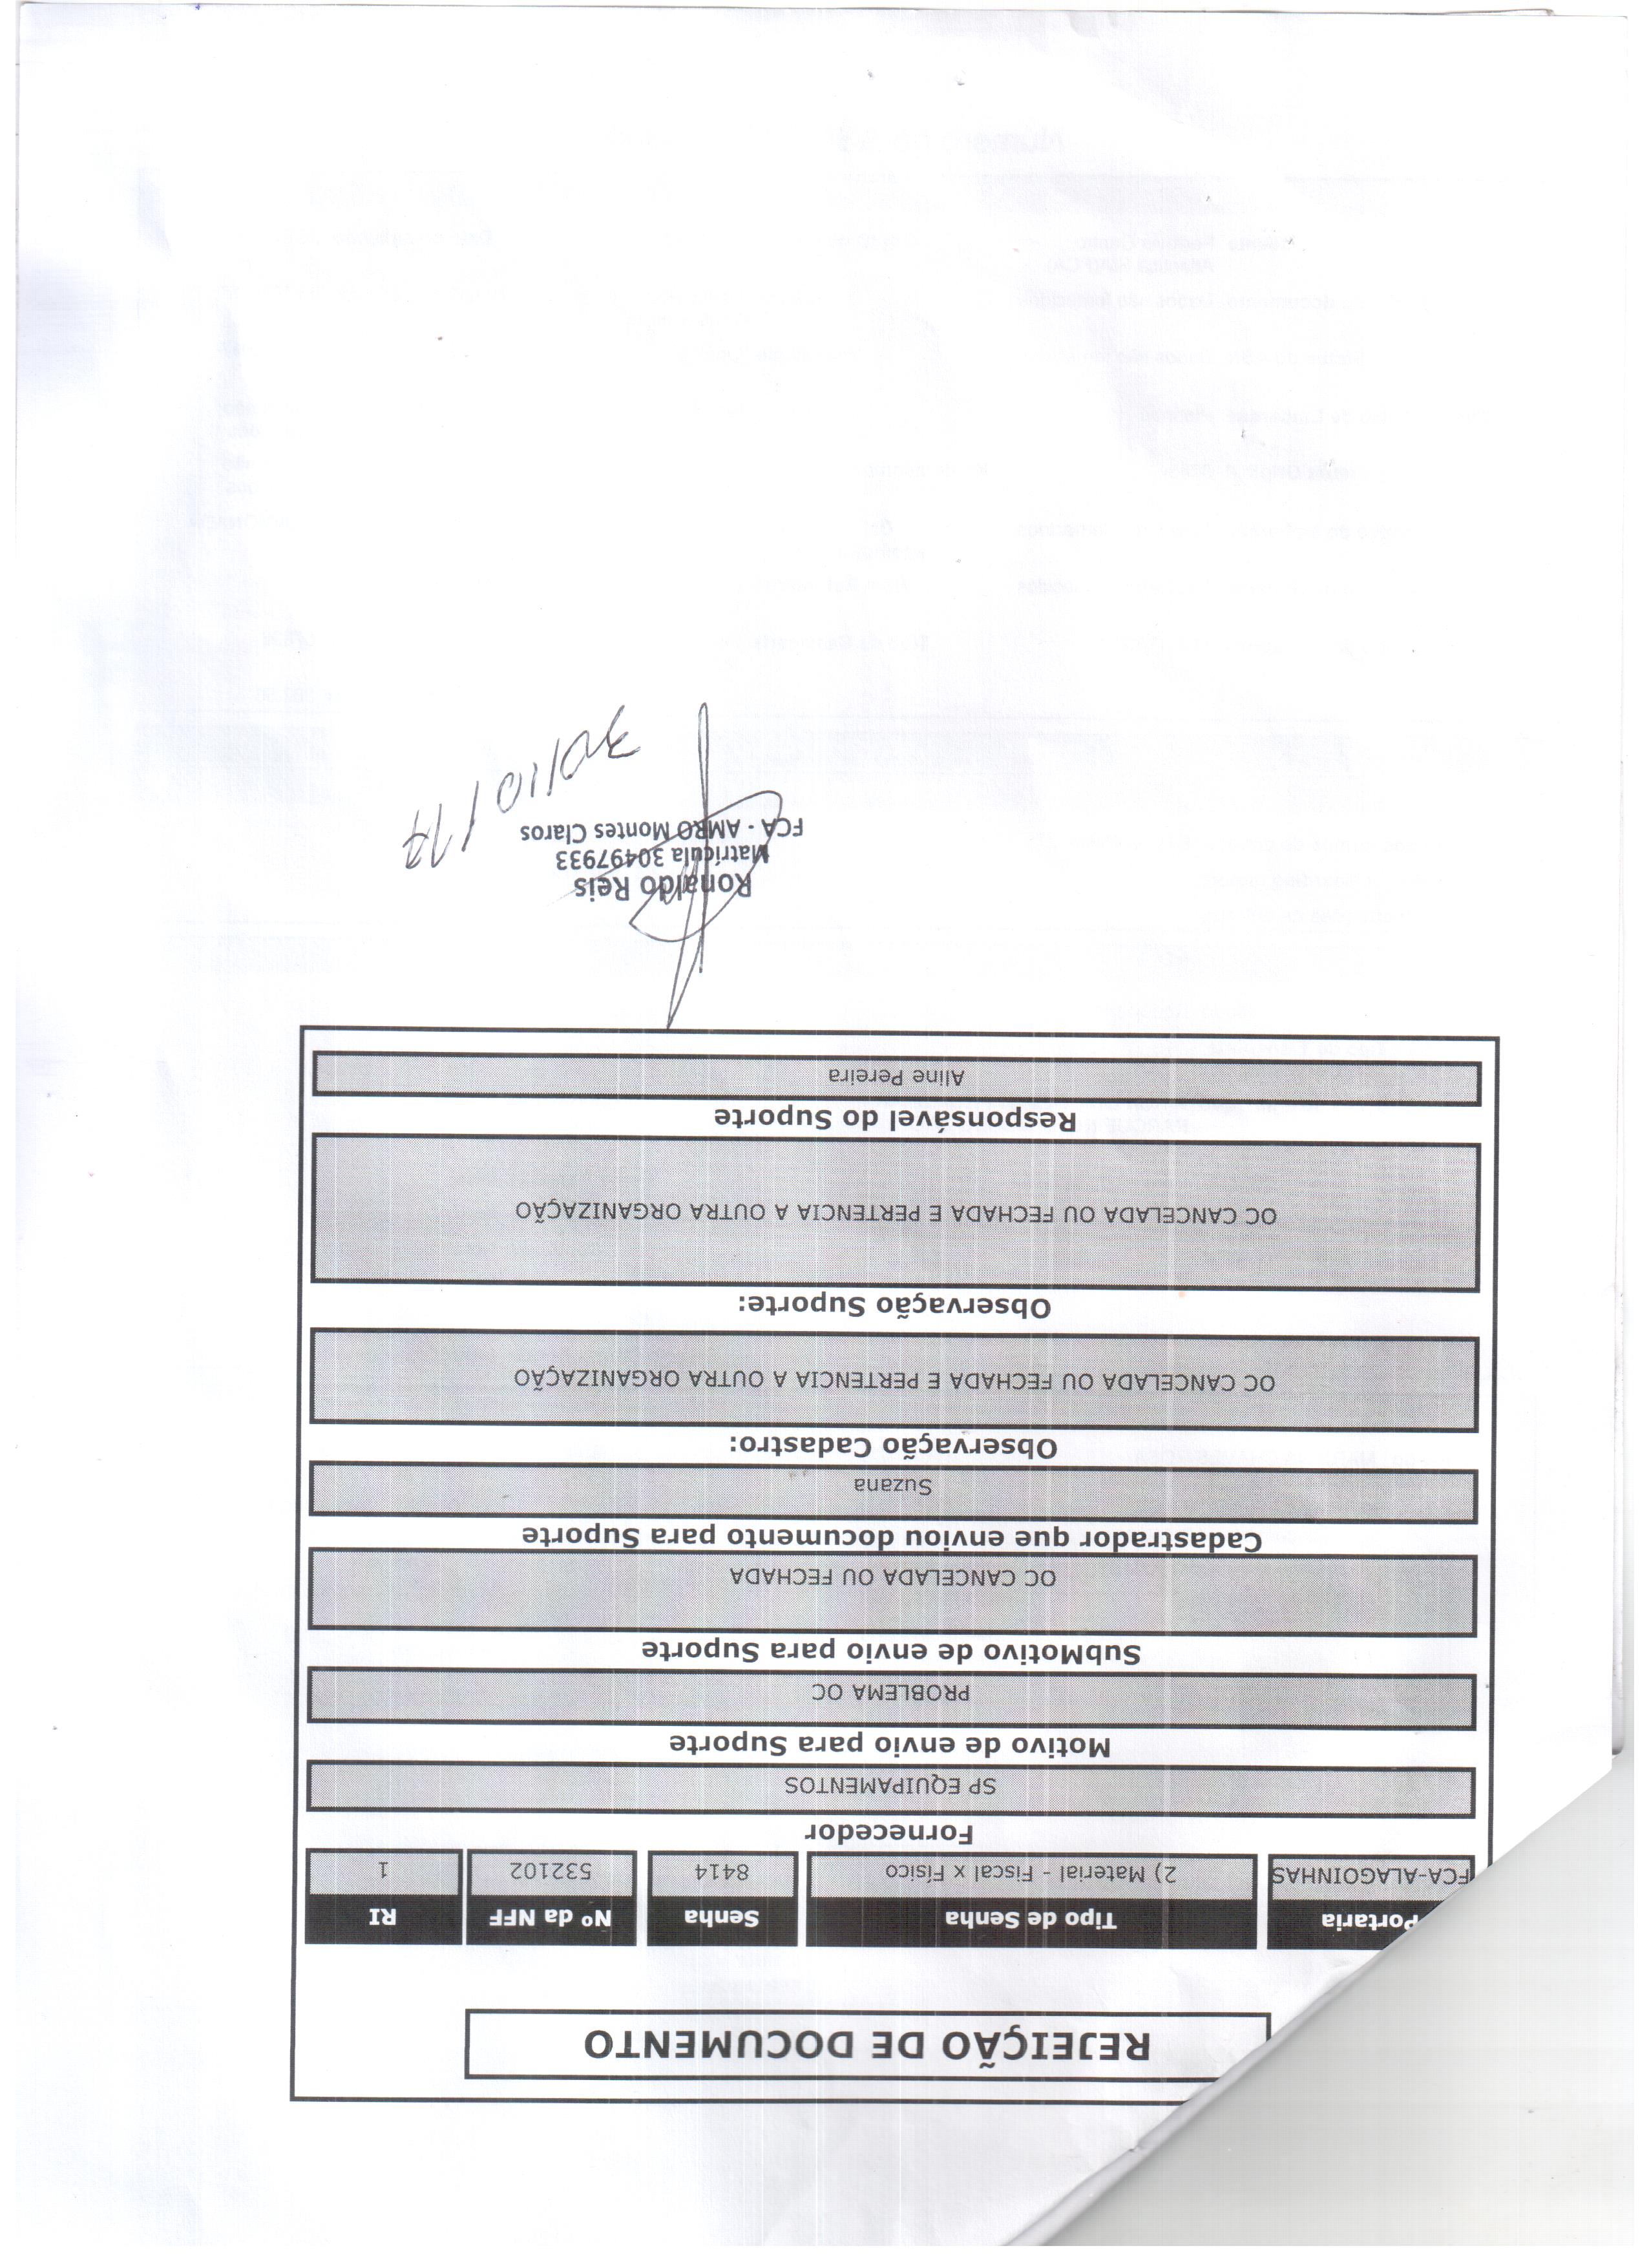 REJEIÇÃO DE DOCUMENTO
Portaria Tipo de Senha Senha Nº da NFF RI
FCA-ALAGOINHAS 2) Material - Fiscal x Físico 8414 532102 1
Fornecedor
SP EQUIPAMENTOS
Motivo de envio para Suporte
PROBLEMA OC
SubMotivo de envio para Suporte
OC CANCELADA OU FECHADA
Cadastrador que enviou documento para Suporte
Suzana
Observação Cadastro:
OC CANCELADA OU FECHADA E PERTENCIA A OUTRA ORGANIZAÇÃO
Observação Suporte:
OC CANCELADA OU FECHADA E PERTENCIA A OUTRA ORGANIZAÇÃO
Responsável do Suporte
Aline Pereira
Ronaldo Reis
Matrícula 30497933
FCA - AMRO Montes Claros
30/10/17